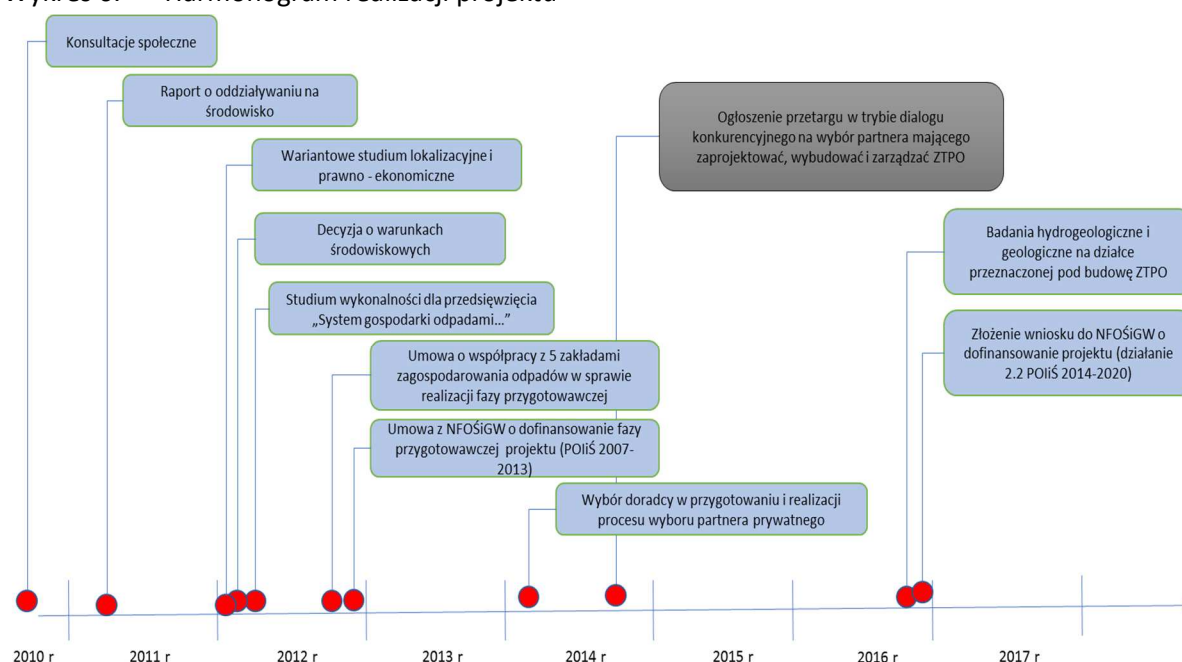 Wykres 6. Harmonogram realizacji projektu
Konsultacje społeczne
Raport o oddziaływaniu na
środowisko
Wariantowe studium lokalizacyjne i
prawno - ekonomiczne
Decyzja o warunkach
środowiskowych
Studium wykonalności dla przedsięwzięcia
„System gospodarki odpadami...”
Umowa o współpracy z 5 zakładami
zagospodarowania odpadów w sprawie
realizacji fazy przygotowawczej
Umowa z NFOŚiGW o dofinansowanie fazy
przygotowawczej projektu (POIiŚ 2007-
2013)
Wybór doradcy w przygotowaniu i realizacji
procesu wyboru partnera prywatnego
Ogłoszenie przetargu w trybie dialogu
konkurencyjnego na wybór partnera mającego
zaprojektować, wybudować i zarządzać ZTPO
Badania hydrogeologiczne i
geologiczne na działce
przeznaczonej pod budowę ZTPO
Złożenie wniosku do NFOŚiGW o
dofinansowanie projektu (działanie
2.2 POIiŚ 2014-2020)
2010 r 2011 r 2012 r 2013 r 2014 r 2015 r 2016 r 2017 r